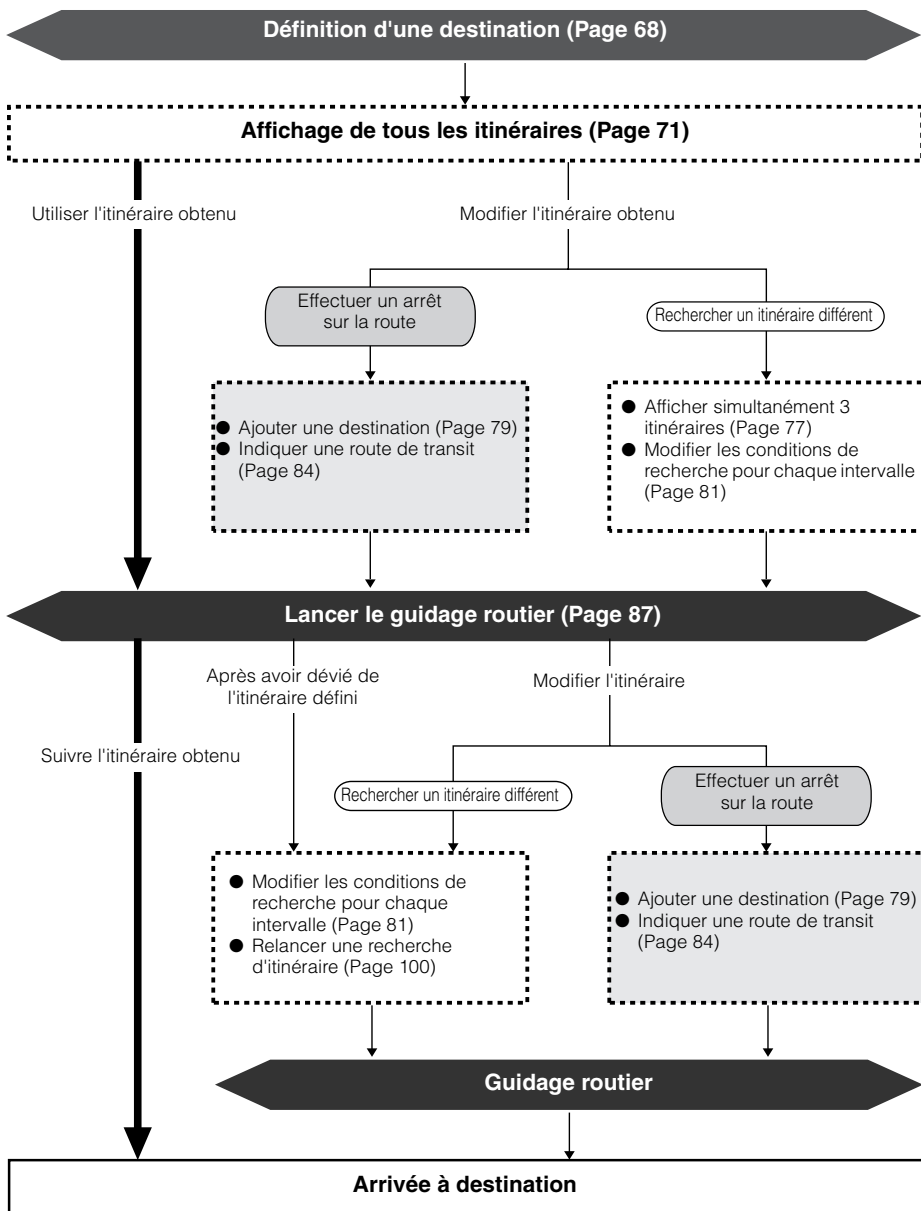 Définition d'une destination (Page 68)
Affichage de tous les itinéraires (Page 71)
Utiliser l'itinéraire obtenu
Modifier l'itinéraire obtenu
Effectuer un arrêt
sur la route
Rechercher un itinéraire différent
● Ajouter une destination (Page 79)
● Indiquer une route de transit
(Page 84)
● Afficher simultanément 3
itinéraires (Page 77)
● Modifier les conditions de
recherche pour chaque intervalle
(Page 81)
Lancer le guidage routier (Page 87)
Après avoir dévié de
l'itinéraire défini
Modifier l'itinéraire
Suivre l'itinéraire obtenu
Rechercher un itinéraire différent
Effectuer un arrêt
sur la route
● Modifier les conditions de
recherche pour chaque
intervalle (Page 81)
● Relancer une recherche
d'itinéraire (Page 100)
● Ajouter une destination (Page 79)
● Indiquer une route de transit
(Page 84)
Guidage routier
Arrivée à destination